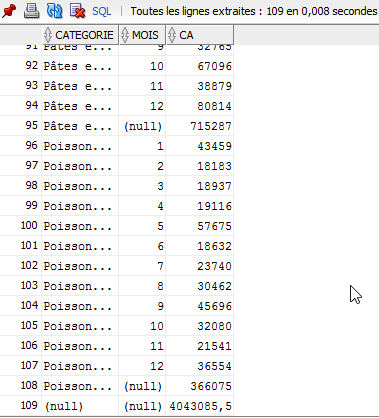 SQL | Toutes les lignes extraites : 109 en 0,008 secondes
CATEGORIE MOIS CA
91 Pâtes e... 9 32765
92 Pâtes e... 10 67096
93 Pâtes e... 11 38879
94 Pâtes e... 12 80814
95 Pâtes e... (null) 715287
96 Poisson... 1 43459
97 Poisson... 2 18183
98 Poisson... 3 18937
99 Poisson... 4 19116
100 Poisson... 5 57675
101 Poisson... 6 18632
102 Poisson... 7 23740
103 Poisson... 8 30462
104 Poisson... 9 45696
105 Poisson... 10 32080
106 Poisson... 11 21541
107 Poisson... 12 36554
108 Poisson... (null) 366075
109 (null) (null) 4043085,5